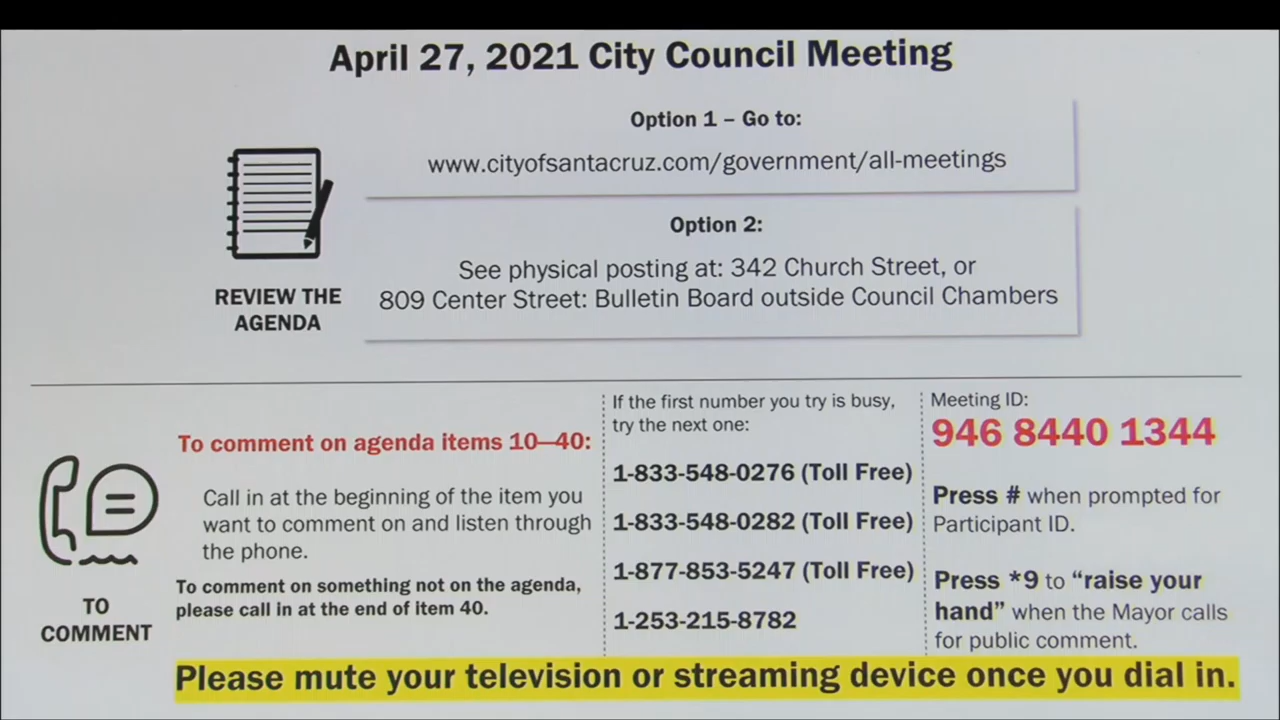 April 27, 2021 City Council Meeting
Option 1 – Go to:
www.cityofsantacruz.com/government/all-meetings
Option 2:
See physical posting at: 342 Church Street, or
809 Center Street: Bulletin Board outside Council Chambers
REVIEW THE
AGENDA
To comment on agenda items 10—40:
Call in at the beginning of the item you
want to comment on and listen through
the phone.
To comment on something not on the agenda,
please call in at the end of item 40.
TO
COMMENT
If the first number you try is busy,
try the next one:
1-833-548-0276 (Toll Free)
1-833-548-0282 (Toll Free)
1-877-853-5247 (Toll Free)
1-253-215-8782
Meeting ID:
946 8440 1344
Press # when prompted for
Participant ID.
Press *9 to “raise your
hand” when the Mayor calls
for public comment.
Please mute your television or streaming device once you dial in.